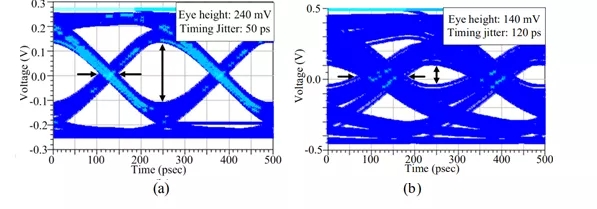 (a)
Eye height: 240 mV
Timing Jitter: 50 ps
Voltage (V)
0.3
0.2
0.1
0.0
-0.1
-0.2
-0.3
0
100
200
300
400
500
Time (psec)
(a)
Eye height: 140 mV
Timing jitter: 120 ps
Voltage (V)
0.5
0.0
-0.5
0
100
200
300
400
500
Time (psec)
(b)